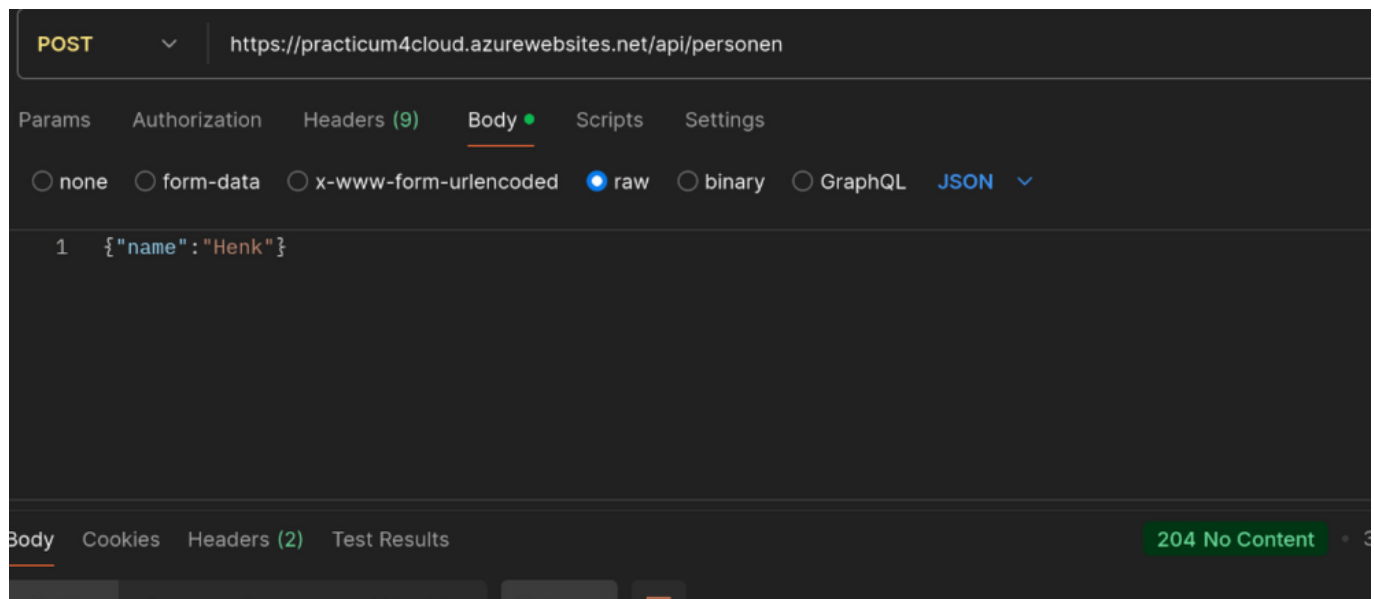 POST https://practicum4cloud.azurewebsites.net/api/personen
Params Authorization Headers (9) Body Scripts Settings
none form-data x-www-form-urlencoded raw binary GraphQL JSON
1 {"name":"Henk"}
Body Cookies Headers (2) Test Results 204 No Content